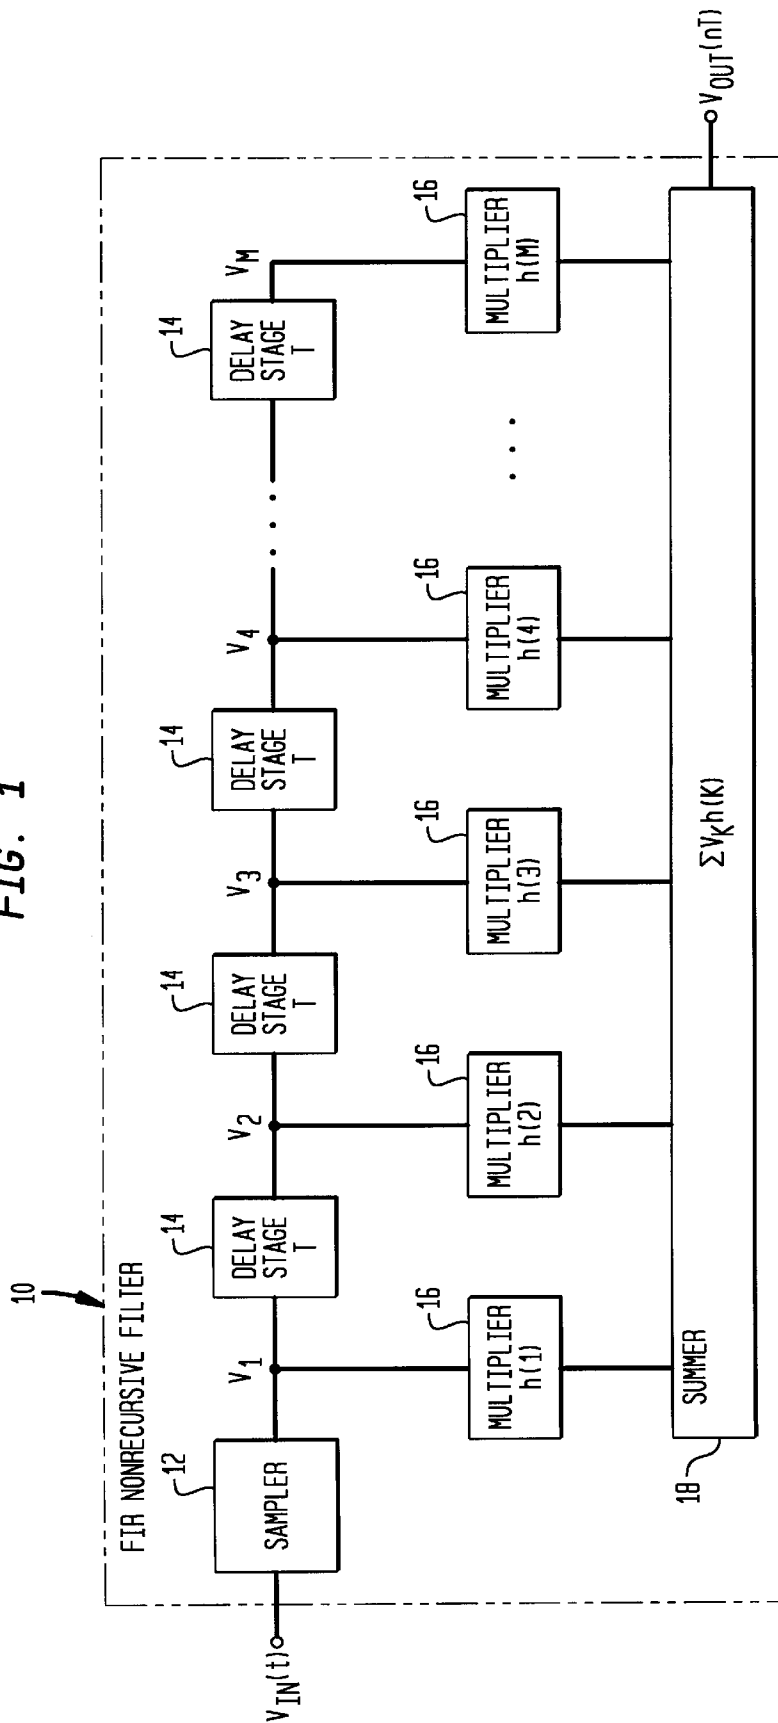 FIG. 1
10
FIR NONRECURSIVE FILTER
V_IN(t)
12
SAMPLER
V_1
14
DELAY
STAGE
T
V_2
14
DELAY
STAGE
T
V_3
14
DELAY
STAGE
T
V_4
. . .
14
DELAY
STAGE
T
V_M
16
MULTIPLIER
h(1)
16
MULTIPLIER
h(2)
16
MULTIPLIER
h(3)
16
MULTIPLIER
h(4)
. . .
16
MULTIPLIER
h(M)
18
SUMMER
ΣV_K h(K)
V_OUT(nT)